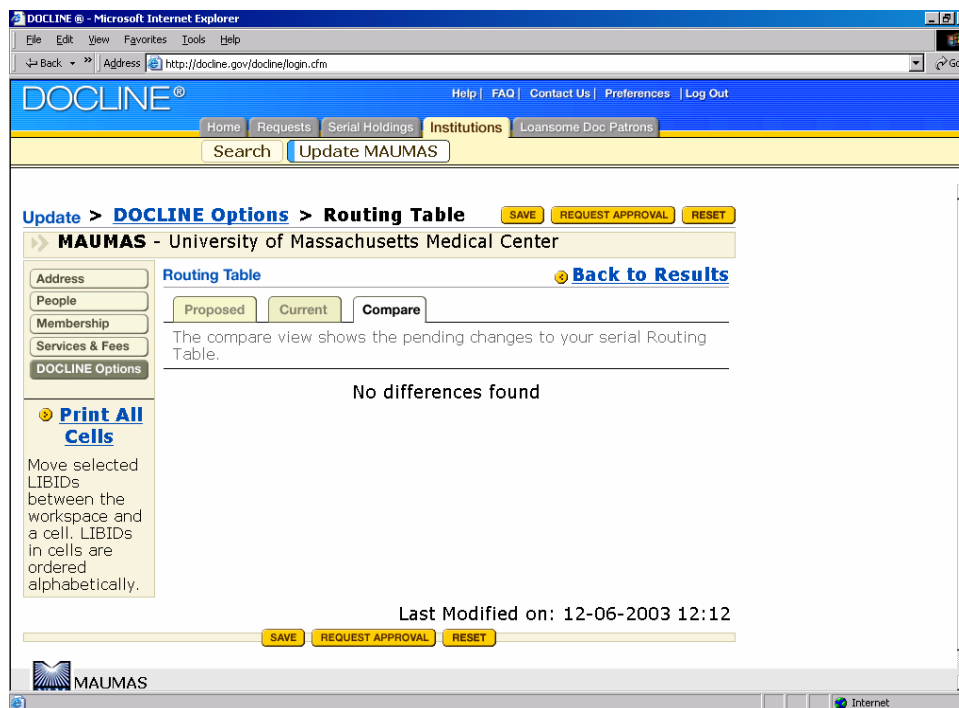 DOCLINE ® - Microsoft Internet Explorer
File Edit View Favorites Tools Help
Back » Address http://docline.gov/docline/login.cfm Go
DOCLINE®
Help | FAQ | Contact Us | Preferences | Log Out
Home Requests Serial Holdings Institutions Loansome Doc Patrons
Search Update MAUMAS
Update > DOCLINE Options > Routing Table SAVE REQUEST APPROVAL RESET
MAUMAS - University of Massachusetts Medical Center
Address
People
Membership
Services & Fees
DOCLINE Options
Print All
Cells
Move selected
LIBIDs
between the
workspace and
a cell. LIBIDs
in cells are
ordered
alphabetically.
Routing Table Back to Results
Proposed Current Compare
The compare view shows the pending changes to your serial Routing
Table.
No differences found
Last Modified on: 12-06-2003 12:12
SAVE REQUEST APPROVAL RESET
MAUMAS
Internet